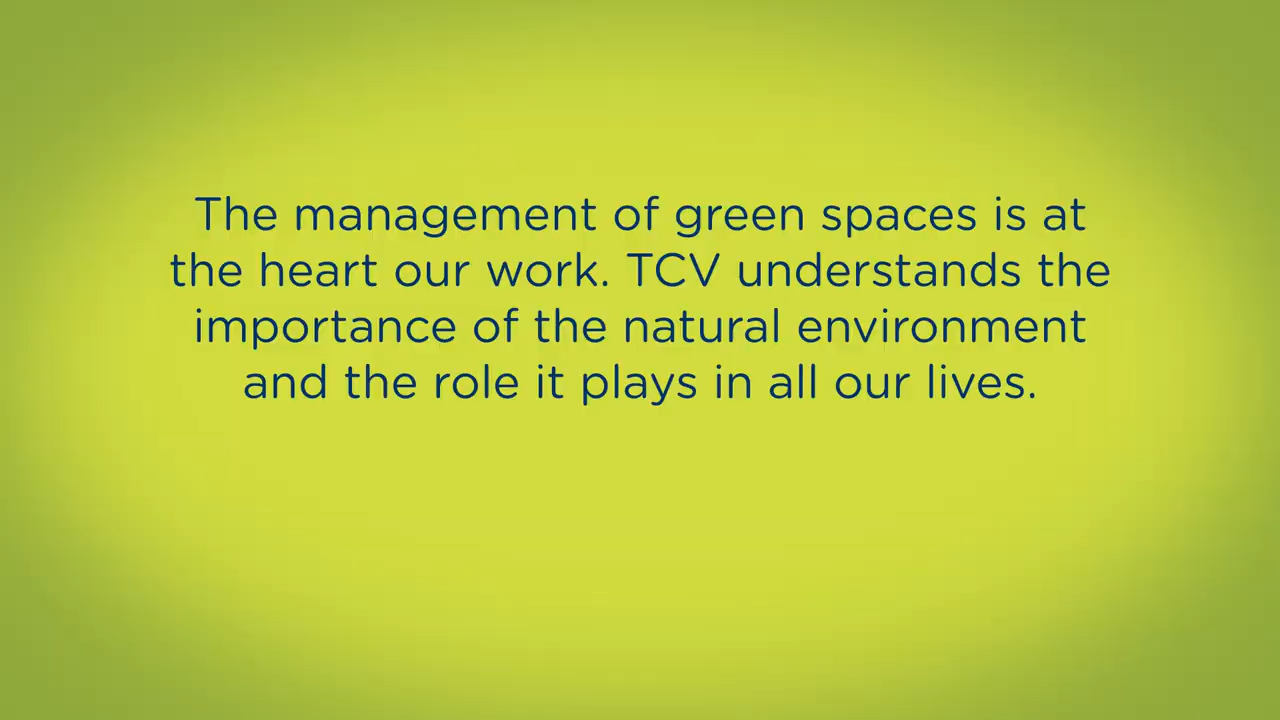 The management of green spaces is at
the heart our work. TCV understands the
importance of the natural environment
and the role it plays in all our lives.